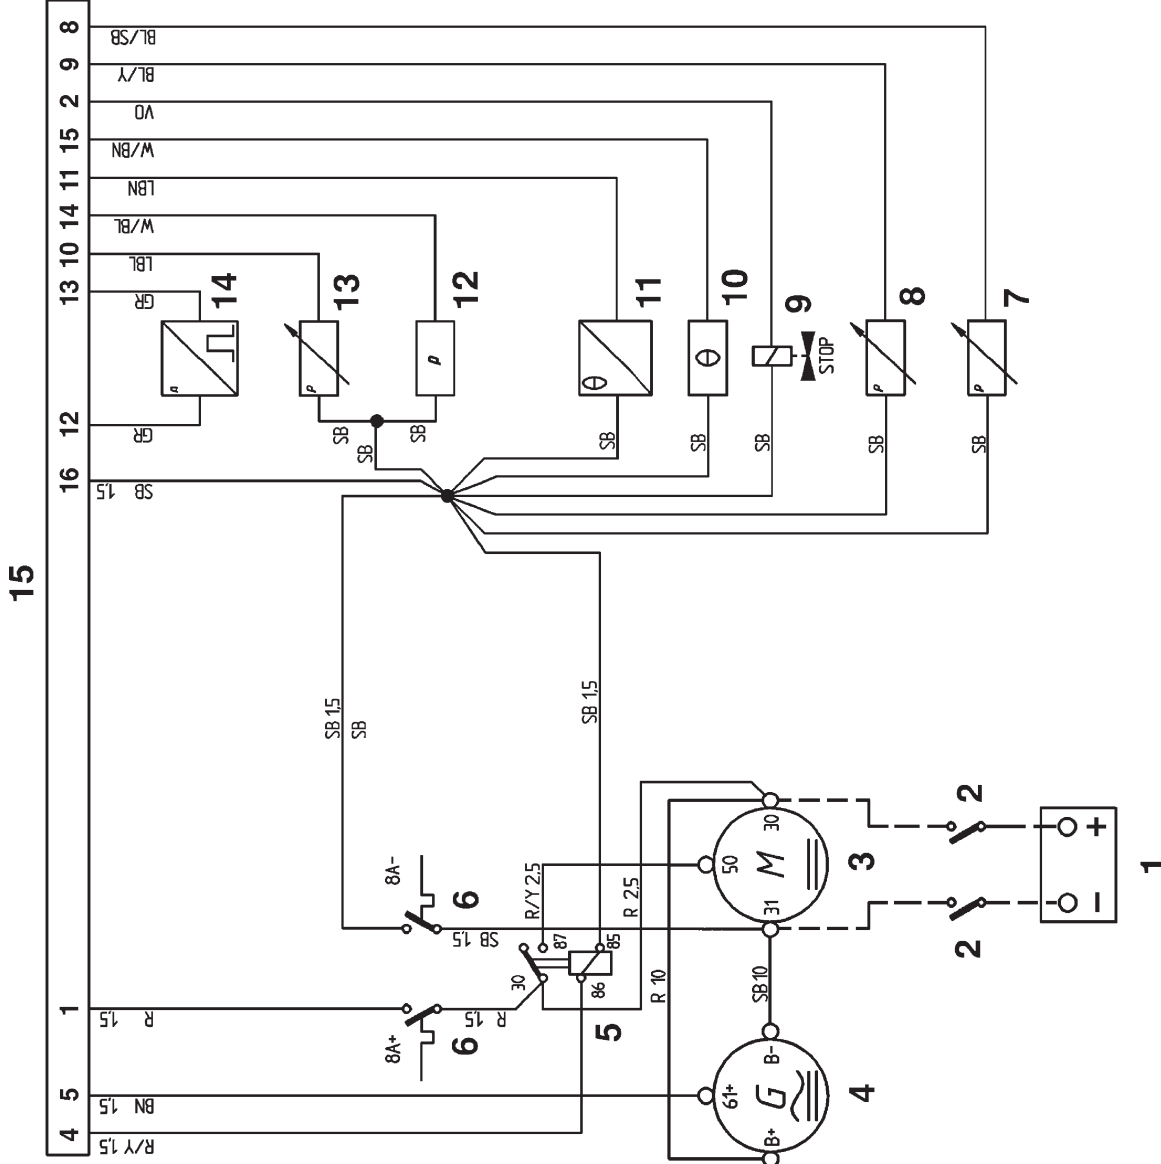 15
8
BL/SB
9
BL/Y
2
VO
15
W/BN
11
LBN
14
W/BL
10
LBL
13
GR
12
GR
16
SB 1,5
1
R 1,5
5
BN 1,5
4
R/Y 1,5
14
13
12
11
10
9
8
7
p
p
p
θ
θ
STOP
p
p
SB
SB
SB
SB
SB
SB
SB
SB
SB 1,5
SB
SB 1,5
8A-
6
SB 1,5
8A+
6
R 1,5
R/Y 2,5
R 2,5
30
87
85
86
5
R 10
SB 10
50
30
M
31
3
61+
B-
G
B+
4
2
2
+
-
1